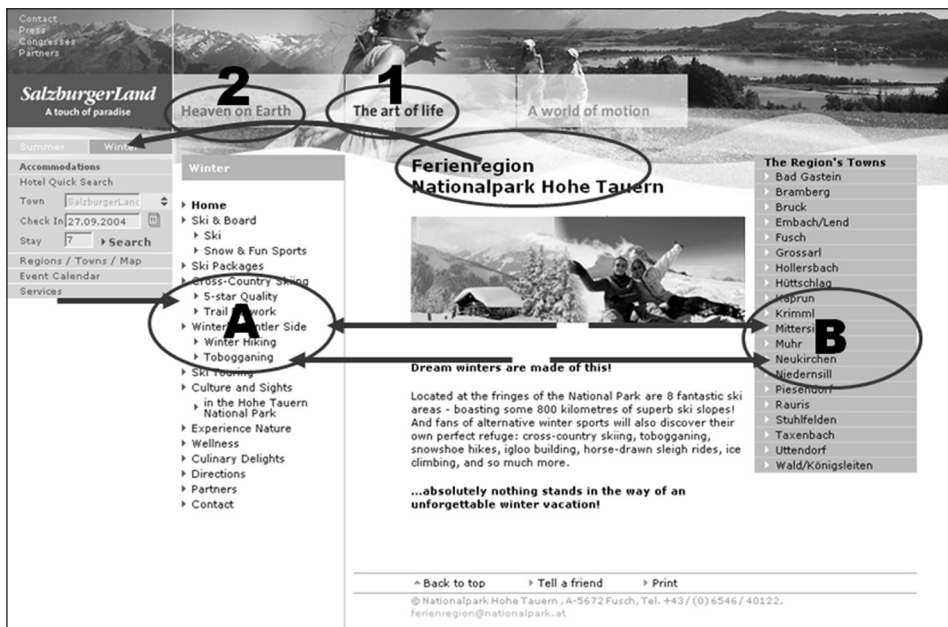 Contact
Press
Congresses
Partners
SalzburgerLand
A touch of paradise
2
Heaven on Earth
1
The art of life
A world of motion
Summer
Winter
Accommodations
Hotel Quick Search
Town SalzburgerLand
Check In 27.09.2004
Stay 7 Search
Regions / Towns / Map
Event Calendar
Services
Winter
Home
Ski & Board
Ski
Snow & Fun Sports
Ski Packages
Cross-Country Skiing
5-star Quality
Trail
Winter Side
Winter Hiking
Tobogganing
Ski Touring
Culture and Sights
in the Hohe Tauern
National Park
Experience Nature
Wellness
Culinary Delights
Directions
Partners
Contact
A
Ferienregion
Nationalpark Hohe Tauern
Dream winters are made of this!
Located at the fringes of the National Park are 8 fantastic ski
areas - boasting some 800 kilometres of superb ski slopes!
And fans of alternative winter sports will also discover their
own perfect refuge: cross-country skiing, tobogganing,
snowshoe hikes, igloo building, horse-drawn sleigh rides, ice
climbing, and so much more.
...absolutely nothing stands in the way of an
unforgettable winter vacation!
The Region's Towns
Bad Gastein
Bramberg
Bruck
Embach/Lend
Fusch
Grossarl
Hollersbach
Hüttschlag
Kaprun
Krimml
Muhr
Neukirchen
Niedernsill
Piesendorf
Rauris
Stuhlfelden
Taxenbach
Uttendorf
Wald/Königsleiten
B
Back to top Tell a friend Print
© Nationalpark Hohe Tauern , A-5672 Fusch, Tel. +43/ (0) 6546 / 40122,
ferienregion@nationalpark.at